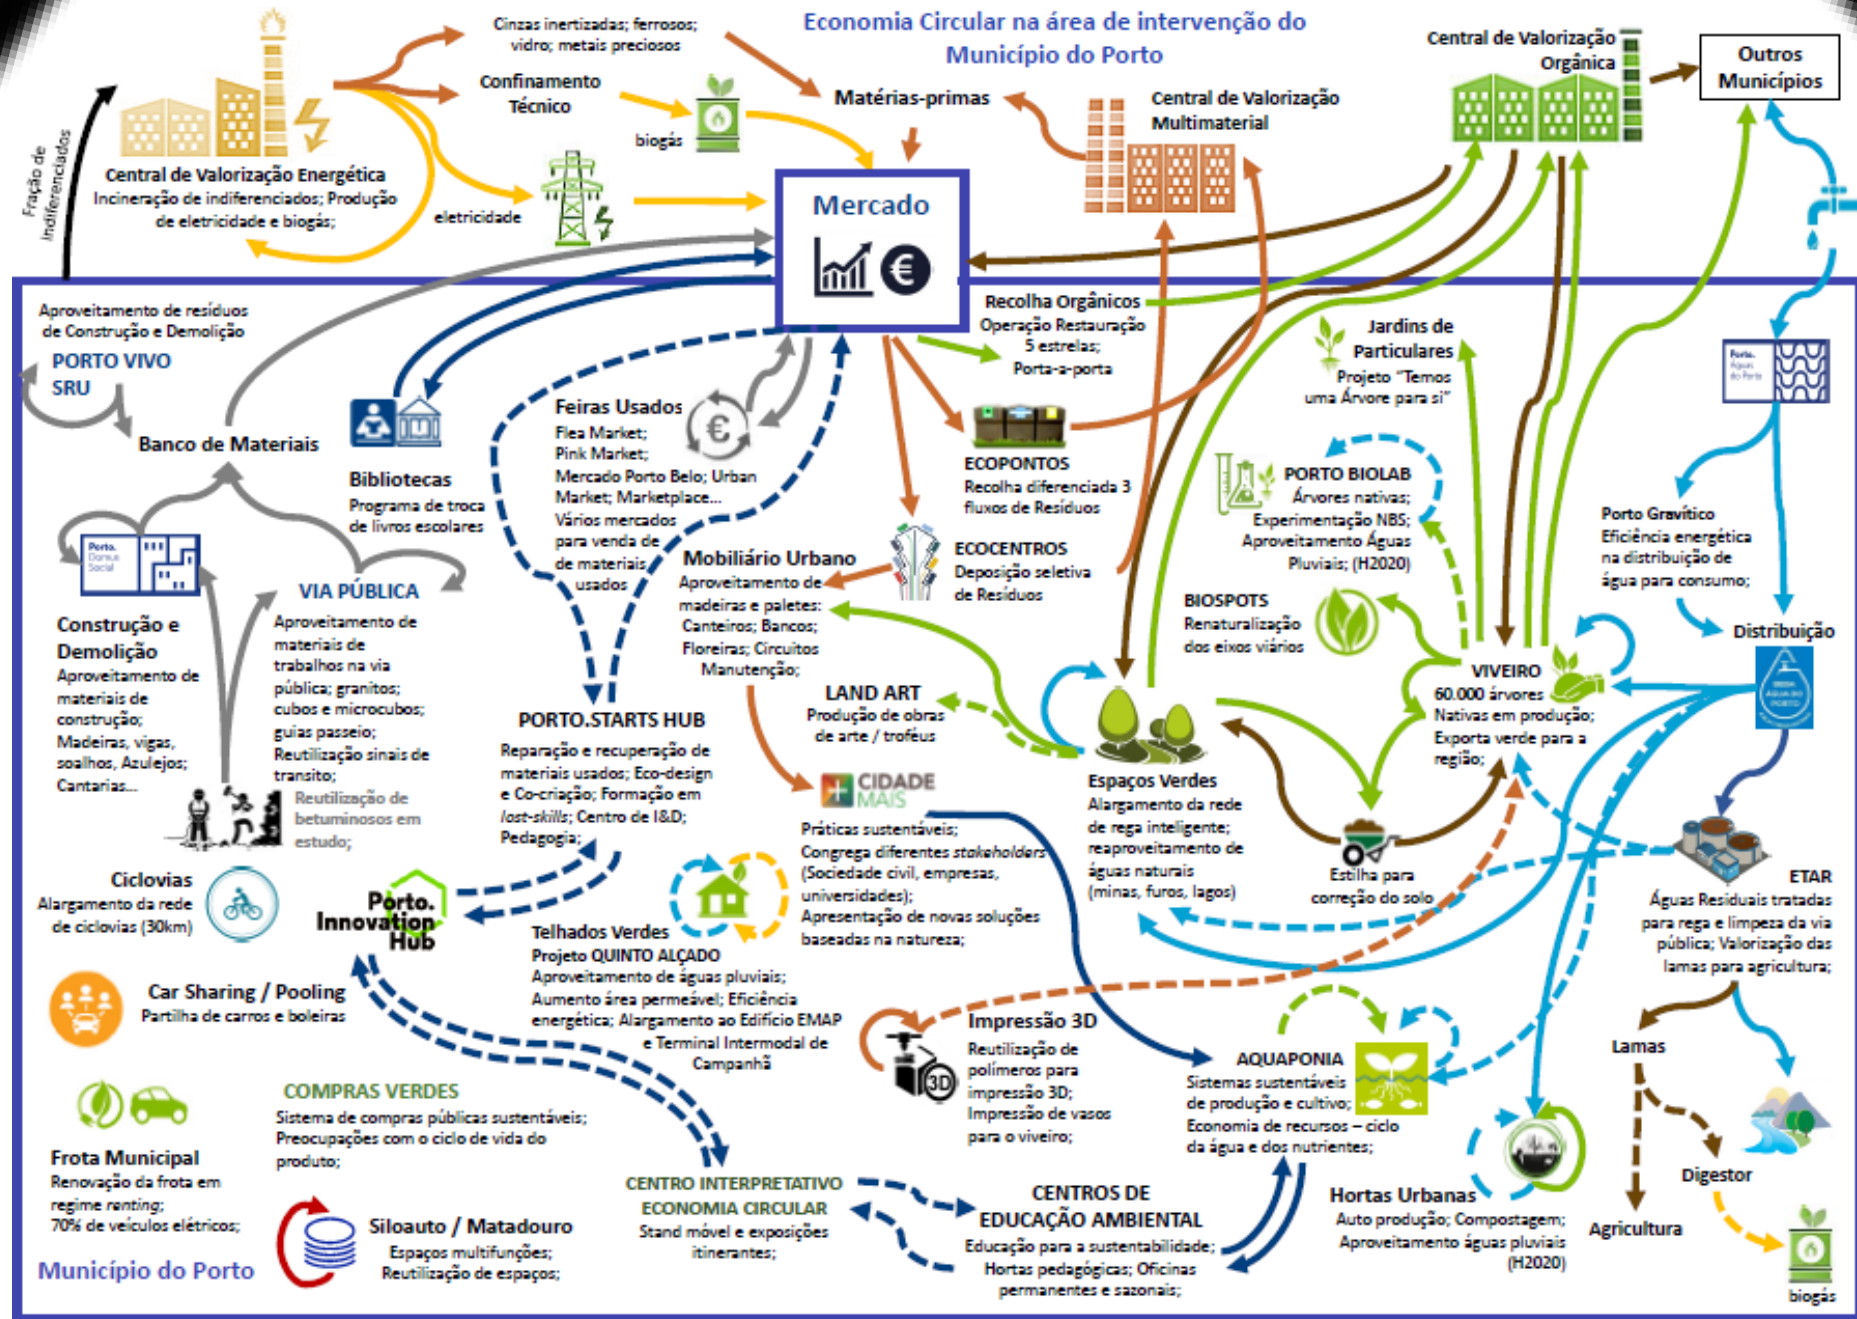 Economia Circular na área de intervenção do
Município do Porto
Cinzas inertizadas; ferrosos;
vidro; metais preciosos
Confinamento
Técnico
biogás
Matérias-primas
Central de Valorização
Multimaterial
Central de Valorização
Orgânica
Outros
Municípios
Fração de
Indiferenciados
Central de Valorização Energética
Incineração de indiferenciados; Produção
de eletricidade e biogás;
eletricidade
Mercado
€
Aproveitamento de resíduos
de Construção e Demolição
PORTO VIVO
SRU
Banco de Materiais
Bibliotecas
Programa de troca
de livros escolares
Feiras Usados
€
Flea Market;
Pink Market;
Mercado Porto Belo; Urban
Market; Marketplace...
Vários mercados
para venda de
de materiais
usados
Recolha Orgânicos
Operação Restauração
5 estrelas;
Porta-a-porta
ECOPONTOS
Recolha diferenciada 3
fluxos de Resíduos
ECOCENTROS
Deposição seletiva
de Resíduos
Jardins de
Particulares
Projeto "Temos
uma Árvore para si"
PORTO BIOLAB
Árvores nativas;
Experimentação NBS;
Aproveitamento Águas
Pluviais; (H2020)
BIOSPOTS
Renaturalização
dos eixos viários
Porto.
Águas
do Porto
Porto Gravítico
Eficiência energética
na distribuição de
água para consumo;
Distribuição
Porto.
Domus
Social
Construção e
Demolição
Aproveitamento de
materiais de
construção;
Madeiras, vigas,
soalhos, Azulejos;
Cantarias...
VIA PÚBLICA
Aproveitamento de
materiais de
trabalhos na via
pública; granitos;
cubos e microcubos;
guias passeio;
Reutilização sinais de
transito;
Reutilização de
betuminosos em
estudo;
Mobiliário Urbano
Aproveitamento de
madeiras e paletes:
Canteiros; Bancos;
Floreiras; Circuitos
Manutenção;
LAND ART
Produção de obras
de arte / troféus
PORTO.STARTS HUB
Reparação e recuperação de
materiais usados; Eco-design
e Co-criação; Formação em
lost-skills; Centro de I&D;
Pedagogia;
CIDADE
MAIS
Práticas sustentáveis;
Congrega diferentes stakeholders
(Sociedade civil, empresas,
universidades);
Apresentação de novas soluções
baseadas na natureza;
Espaços Verdes
Alargamento da rede
de rega inteligente;
reaproveitamento de
águas naturais
(minas, furos, lagos)
VIVEIRO
60.000 árvores
Nativas em produção;
Exporta verde para a
região;
Estilha para
correção do solo
ETAR
Águas Residuais tratadas
para rega e limpeza da via
pública; Valorização das
lamas para agricultura;
Ciclovias
Alargamento da rede
de ciclovias (30km)
Porto.
Innovation
Hub
Telhados Verdes
Projeto QUINTO ALÇADO
Aproveitamento de águas pluviais;
Aumento área permeável; Eficiência
energética; Alargamento ao Edifício EMAP
e Terminal Intermodal de
Campanhã
Car Sharing / Pooling
Partilha de carros e boleiras
Impressão 3D
3D
Reutilização de
polímeros para
impressão 3D;
Impressão de vasos
para o viveiro;
AQUAPONIA
Sistemas sustentáveis
de produção e cultivo;
Economia de recursos – ciclo
da água e dos nutrientes;
Lamas
Digestor
Agricultura
biogás
COMPRAS VERDES
Sistema de compras públicas sustentáveis;
Preocupações com o ciclo de vida do
produto;
Frota Municipal
Renovação da frota em
regime renting;
70% de veículos elétricos;
Siloauto / Matadouro
Espaços multifunções;
Reutilização de espaços;
CENTRO INTERPRETATIVO
ECONOMIA CIRCULAR
Stand móvel e exposições
itinerantes;
CENTROS DE
EDUCAÇÃO AMBIENTAL
Educação para a sustentabilidade;
Hortas pedagógicas; Oficinas
permanentes e sazonais;
Hortas Urbanas
Auto produção; Compostagem;
Aproveitamento águas pluviais
(H2020)
Município do Porto